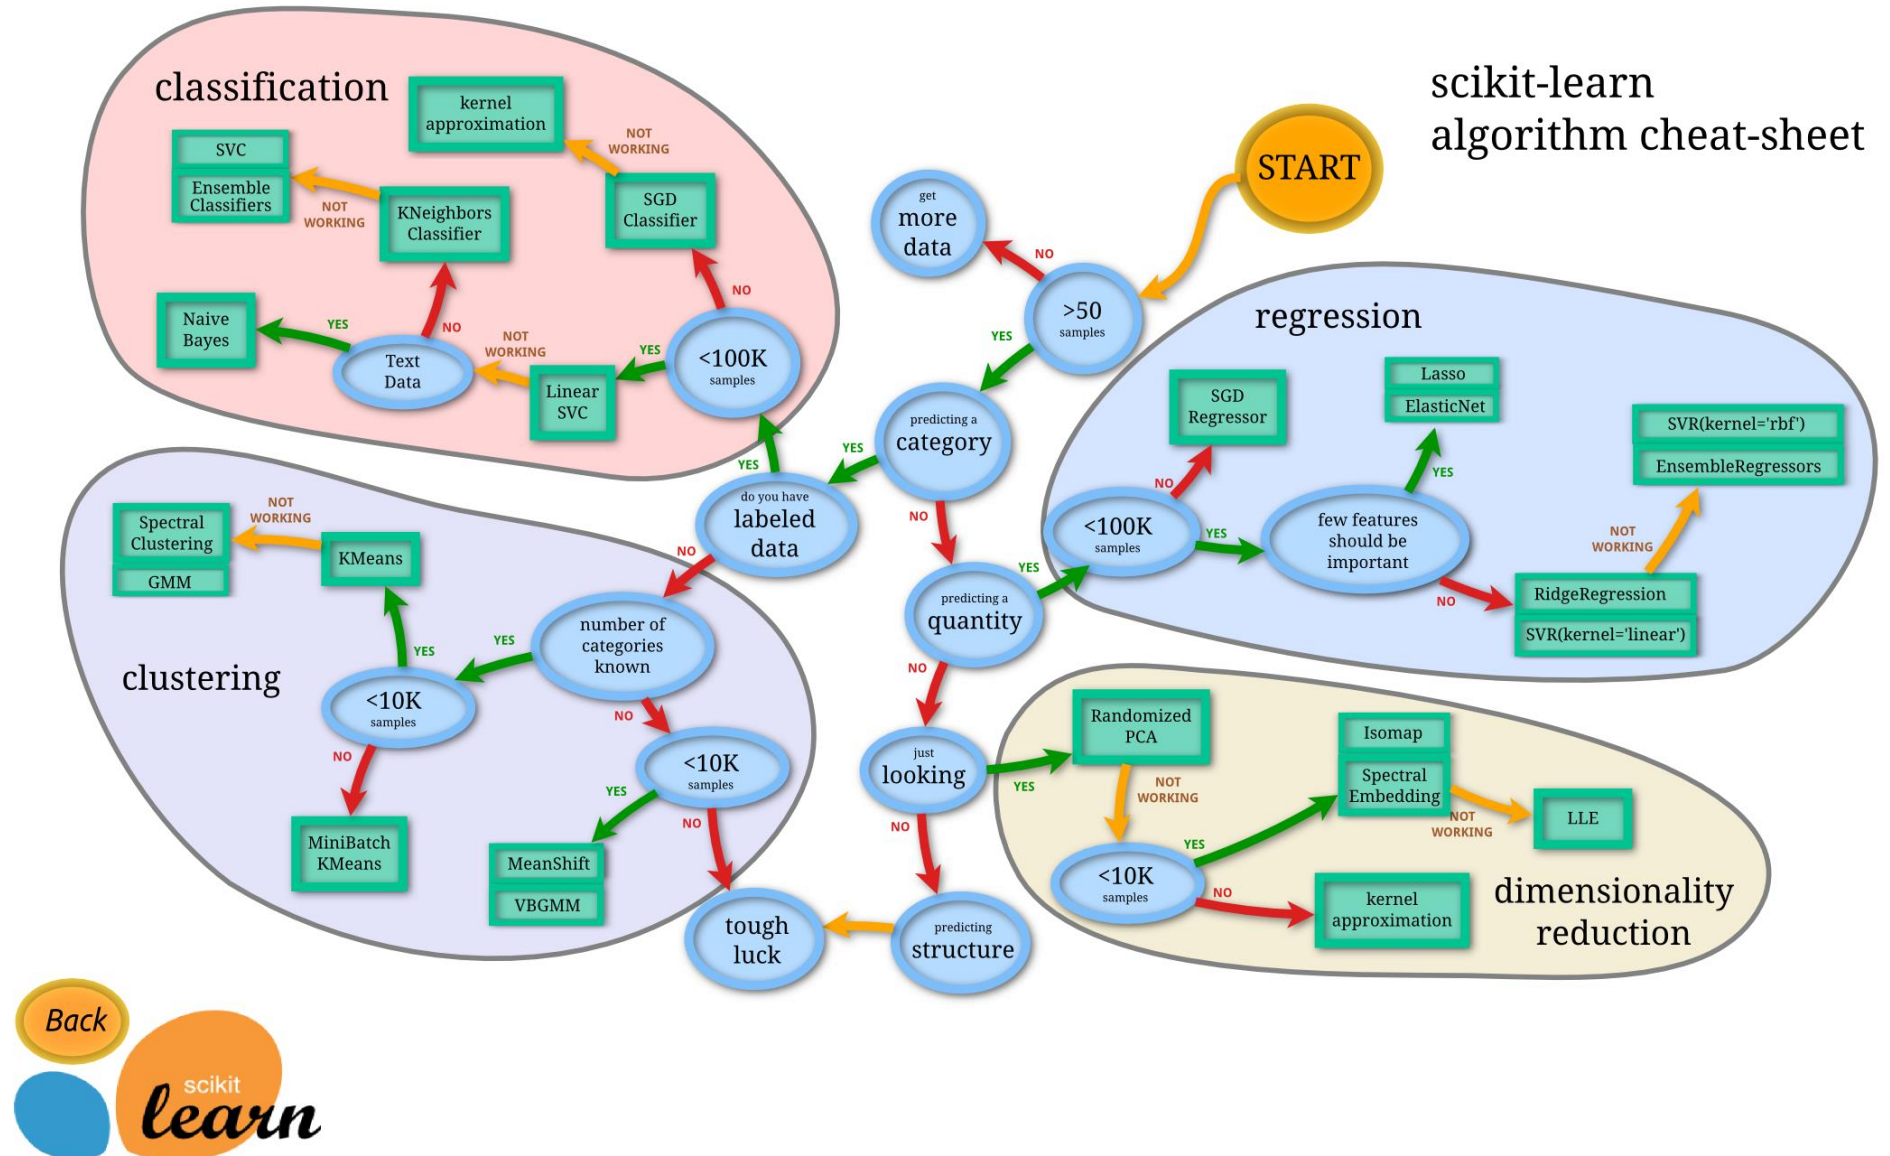 scikit-learn
algorithm cheat-sheet
START
classification
kernel
approximation
NOT
WORKING
SVC
Ensemble
Classifiers
NOT
WORKING
KNeighbors
Classifier
SGD
Classifier
NO
Naive
Bayes
YES
Text
Data
NO
NOT
WORKING
Linear
SVC
YES
<100K
samples
get
more
data
NO
>50
samples
YES
predicting a
category
YES
NO
YES
do you have
labeled
data
NO
predicting a
quantity
YES
NO
just
looking
YES
NO
predicting
structure
tough
luck
regression
SGD
Regressor
NO
<100K
samples
YES
few features
should be
important
YES
Lasso
ElasticNet
NO
RidgeRegression
SVR(kernel='linear')
NOT
WORKING
SVR(kernel='rbf')
EnsembleRegressors
clustering
Spectral
Clustering
GMM
NOT
WORKING
KMeans
YES
<10K
samples
YES
number of
categories
known
NO
NO
MiniBatch
KMeans
<10K
samples
YES
NO
MeanShift
VBGMM
Randomized
PCA
NOT
WORKING
<10K
samples
YES
NO
Isomap
Spectral
Embedding
NOT
WORKING
LLE
kernel
approximation
dimensionality
reduction
Back
scikit
learn